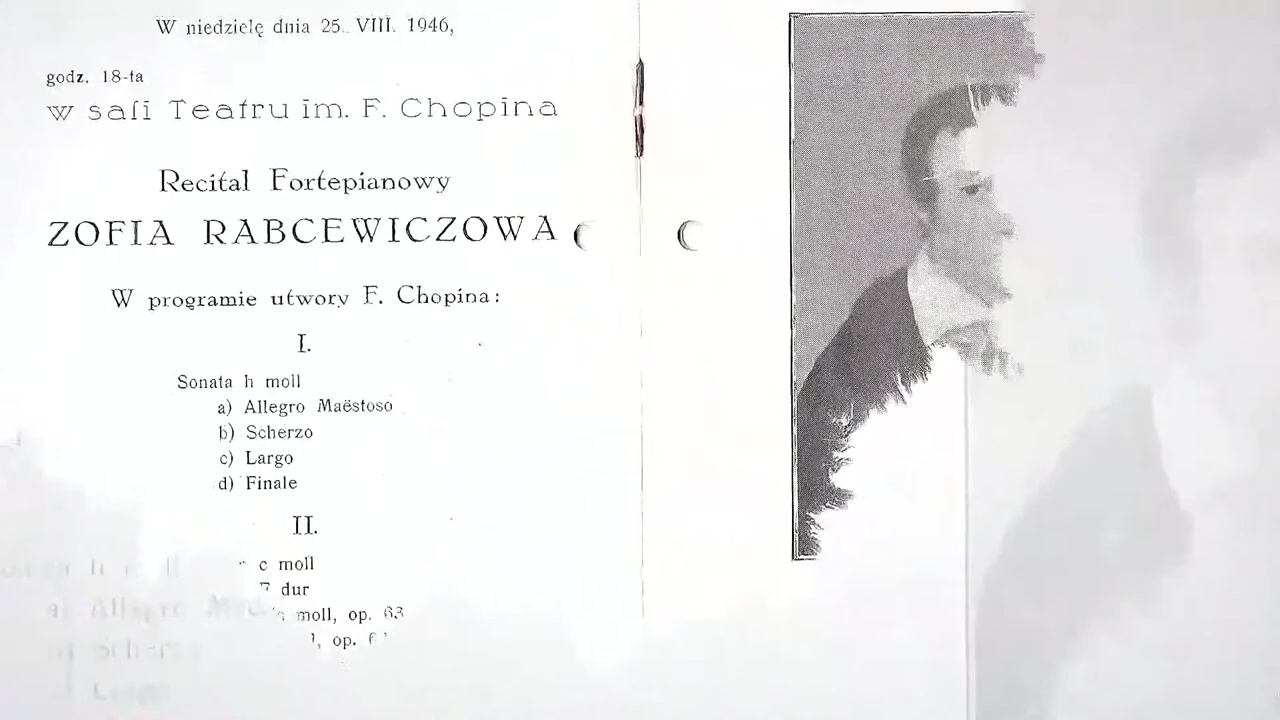 W niedzielę dnia 25. VIII. 1946,
godz. 18-ta
w sali Teatru im. F. Chopina
Recital Fortepianowy
ZOFIA RABCEWICZOWA
W programie utwory F. Chopina:
I.
Sonata h moll
a) Allegro Maëstoso
b) Scherzo
c) Largo
d) Finale
II.
c moll
dur
moll, op. 63
op.